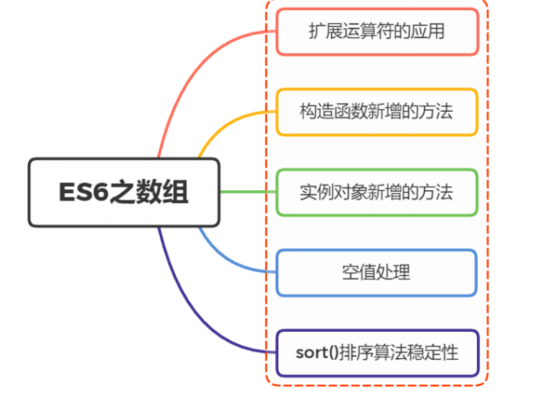 扩展运算符的应用
构造函数新增的方法
ES6之数组
实例对象新增的方法
空值处理
sort()排序算法稳定性